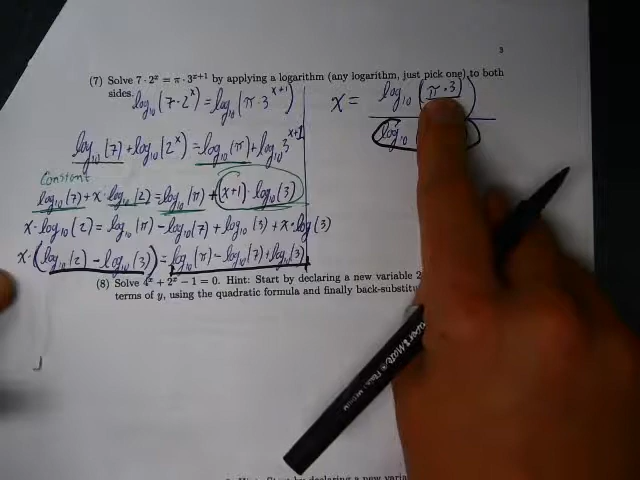 3
(7) Solve 7 · 2^x = π · 3^{x+1} by applying a logarithm (any logarithm, just pick one) to both
sides. log₁₀(7·2^x) = log₁₀(π·3^{x+1})
x = log₁₀(π·3)
log₁₀
log₁₀(7) + log₁₀(2^x) = log₁₀(π) + log₁₀3^{x+1}
Constant
log₁₀(7) + x·log₁₀(2) = log₁₀(π) + (x+1)·log₁₀(3)
x·log₁₀(2) = log₁₀(π) − log₁₀(7) + log₁₀(3) + x·log(3)
x·(log₁₀(2) − log₁₀(3)) = log₁₀(π) − log₁₀(7) + log₁₀(3)
(8) Solve 4^x + 2^x − 1 = 0. Hint: Start by declaring a new variable 2
terms of y, using the quadratic formula and finally back-substitu